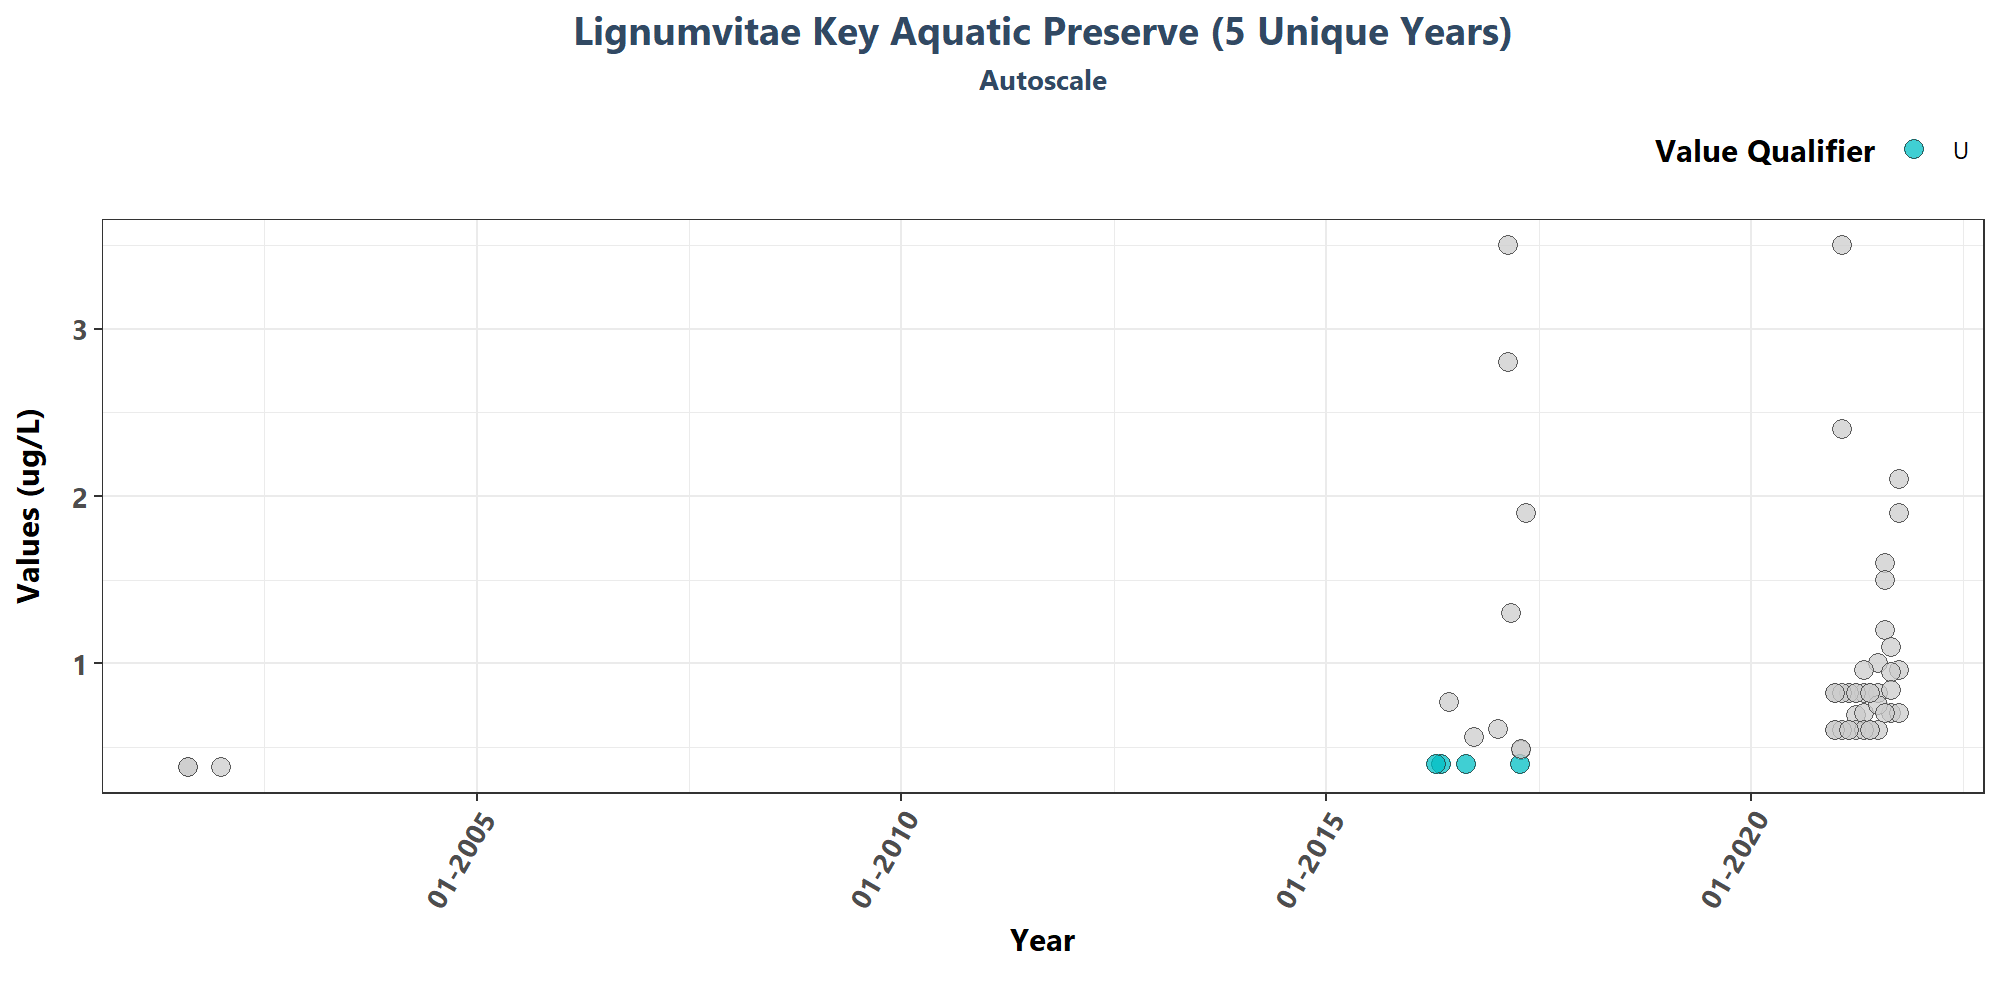 Lignumvitae Key Aquatic Preserve (5 Unique Years)
Autoscale
Value Qualifier U
Values (ug/L)
3
2
1
01-2005 01-2010 01-2015 01-2020
Year